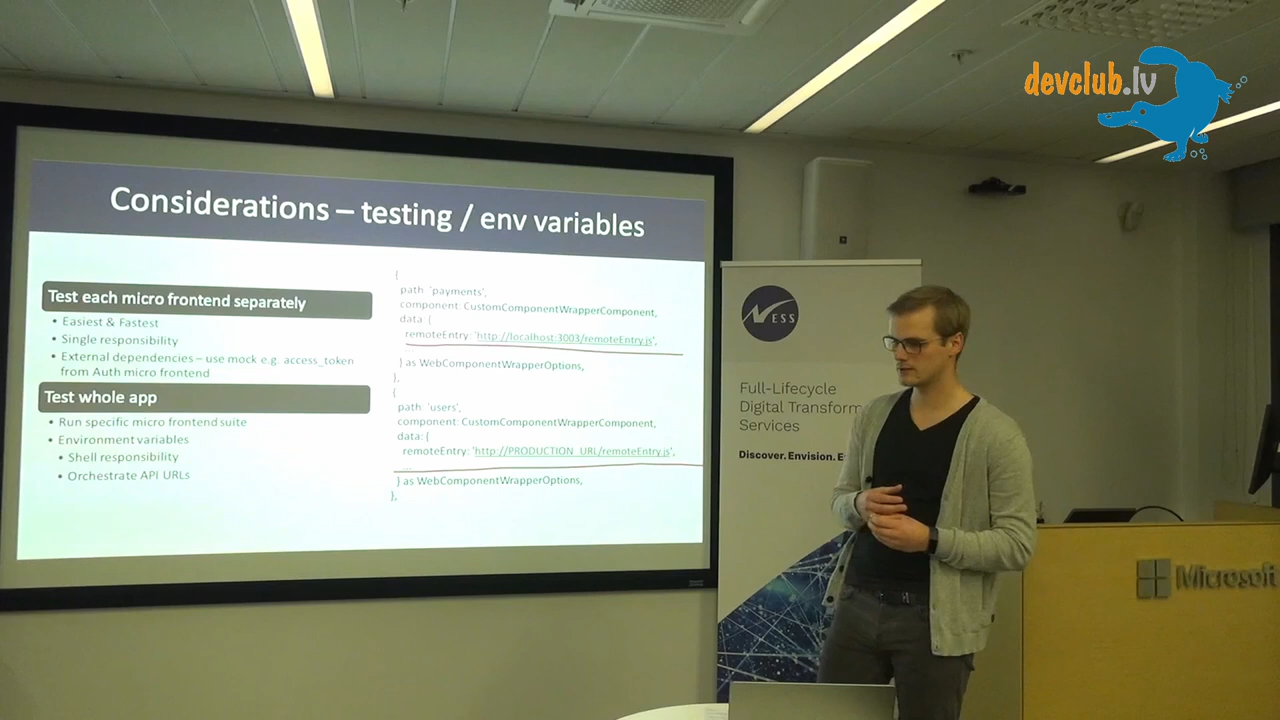 devclub.lv
Considerations – testing / env variables
Test each micro frontend separately
• Easiest & Fastest
• Single responsibility
• External dependencies – use mock e.g. access_token
from Auth micro frontend
Test whole app
• Run specific micro frontend suite
• Environment variables
• Shell responsibility
• Orchestrate API URLs
{
path: 'payments',
component: CustomComponentWrapperComponent,
data: {
remoteEntry: 'http://localhost:3003/remoteEntry.js',
} as WebComponentWrapperOptions,
},
{
path: 'users',
component: CustomComponentWrapperComponent,
data: {
remoteEntry: 'http://PRODUCTION_URL/remoteEntry.js',
...
} as WebComponentWrapperOptions,
},
NESS
Full-Lifecycle
Digital Transform
Services
Discover. Envision. E
Microsoft